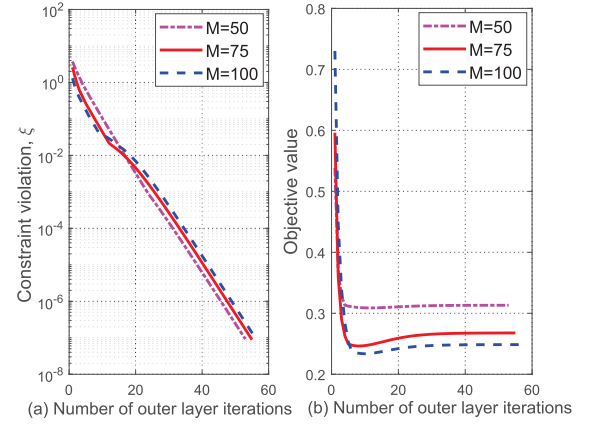 10^2
10^0
10^-2
10^-4
10^-6
10^-8
Constraint violation, ξ
M=50
M=75
M=100
0 20 40 60
(a) Number of outer layer iterations
0.8
0.7
0.6
0.5
0.4
0.3
0.2
Objective value
M=50
M=75
M=100
0 20 40 60
(b) Number of outer layer iterations